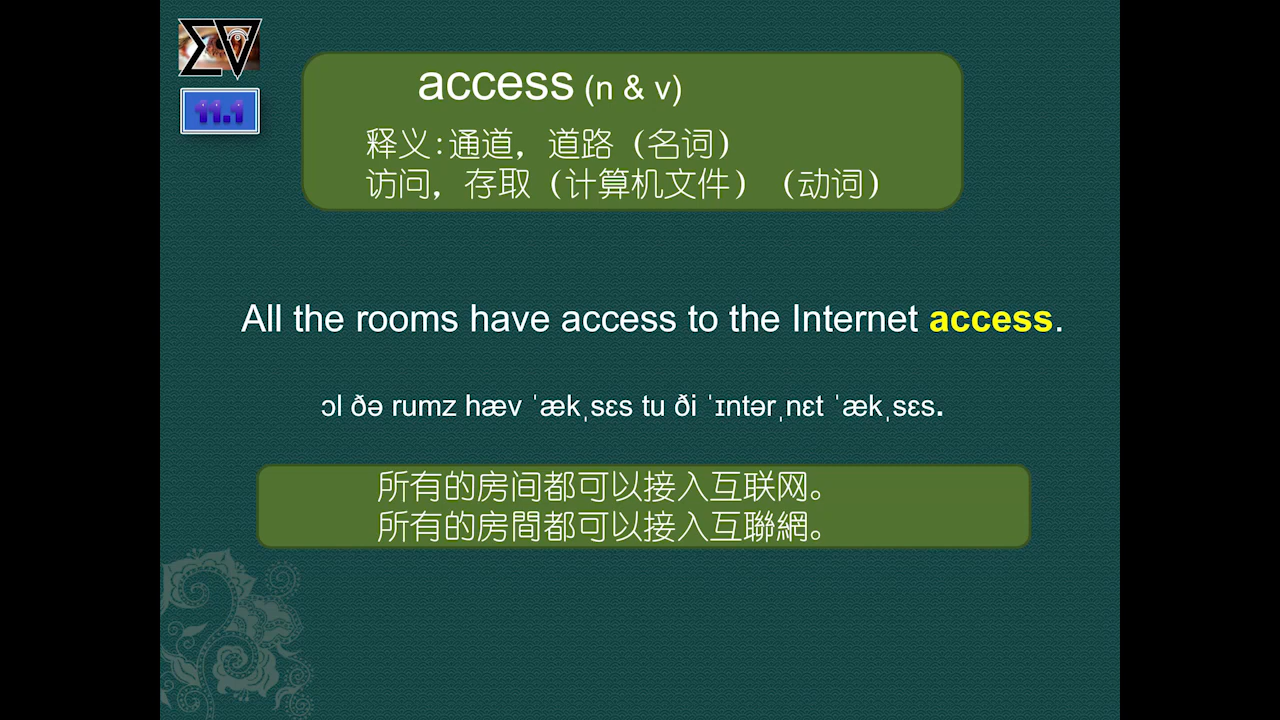 ΣV
11.1
access (n & v)
释义:通道，道路（名词）
访问，存取（计算机文件）（动词）
All the rooms have access to the Internet access.
ɔl ðə rumz hæv ˈækˌsɛs tu ði ˈɪntərˌnɛt ˈækˌsɛs.
所有的房间都可以接入互联网。
所有的房間都可以接入互聯網。